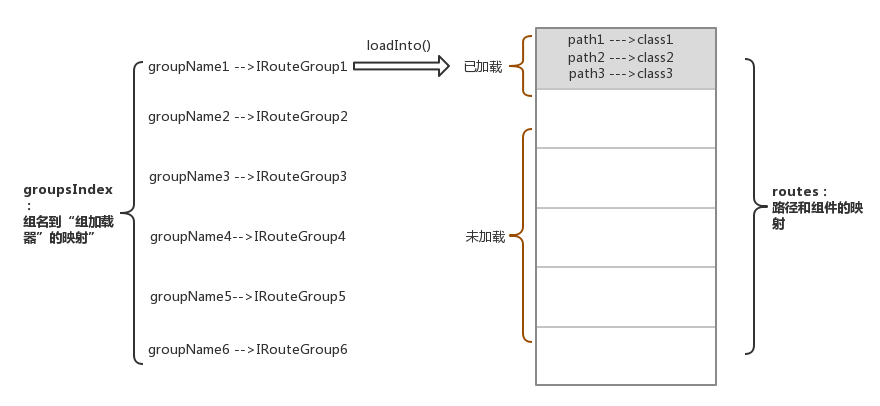 groupsIndex
：
组名到“组加载
器”的映射”
groupName1 -->IRouteGroup1
groupName2 -->IRouteGroup2
groupName3 -->IRouteGroup3
groupName4-->IRouteGroup4
groupName5-->IRouteGroup5
groupName6 -->IRouteGroup6
loadInto()
已加载
未加载
path1 --->class1
path2 --->class2
path3 --->class3
routes：
路径和组件的映
射